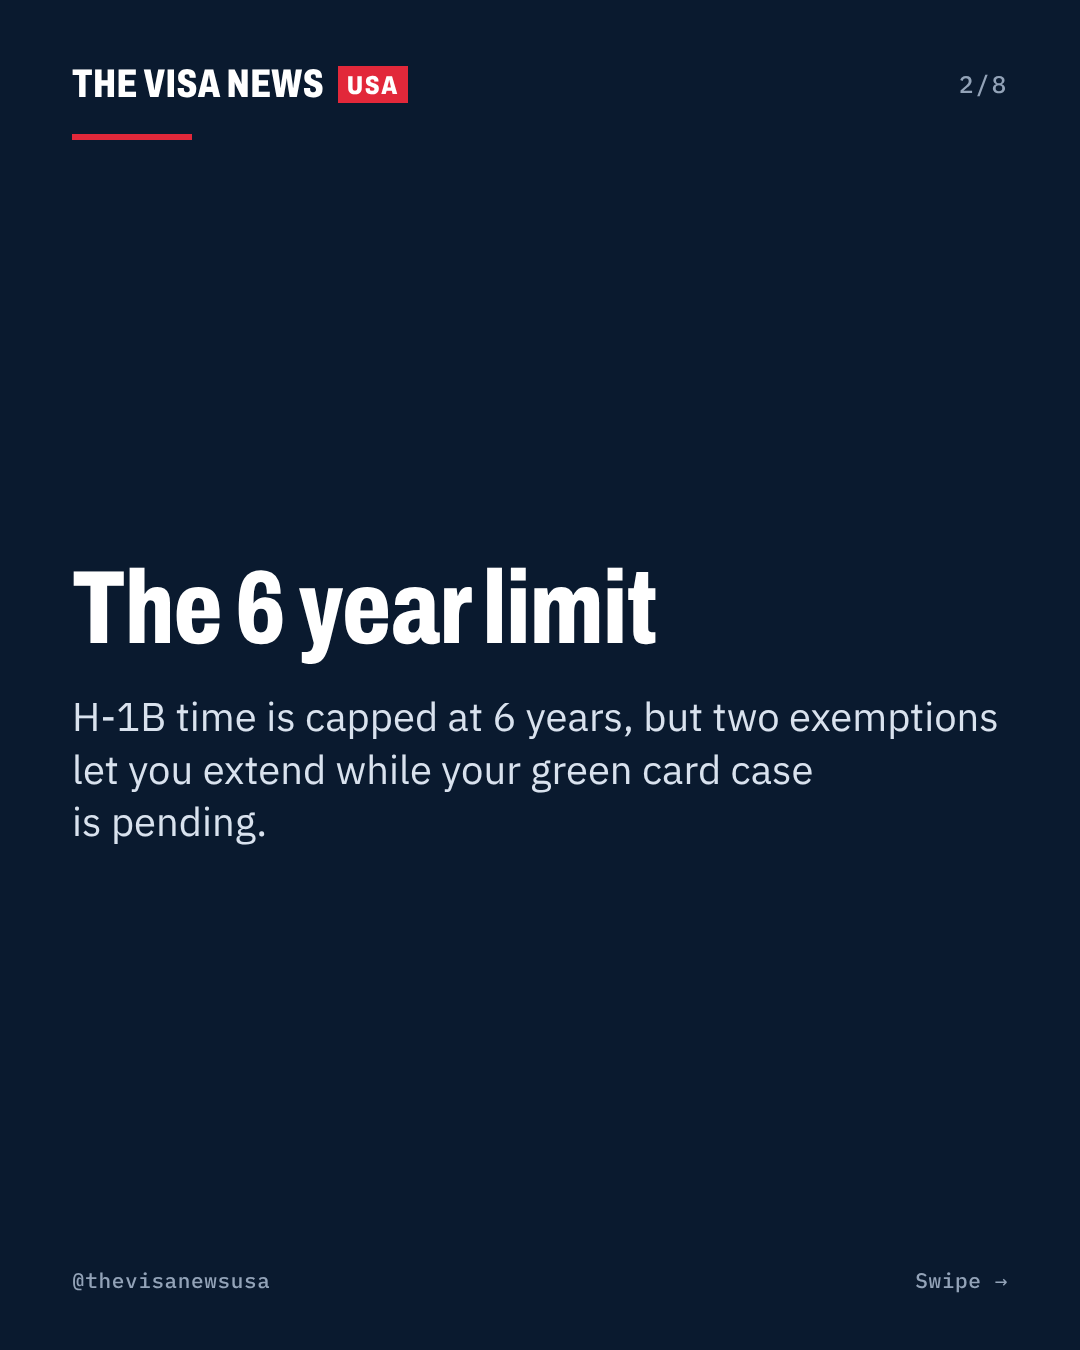 THE VISA NEWS USA
2/8
The 6 year limit
H-1B time is capped at 6 years, but two exemptions
let you extend while your green card case
is pending.
@thevisanewsusa
Swipe →